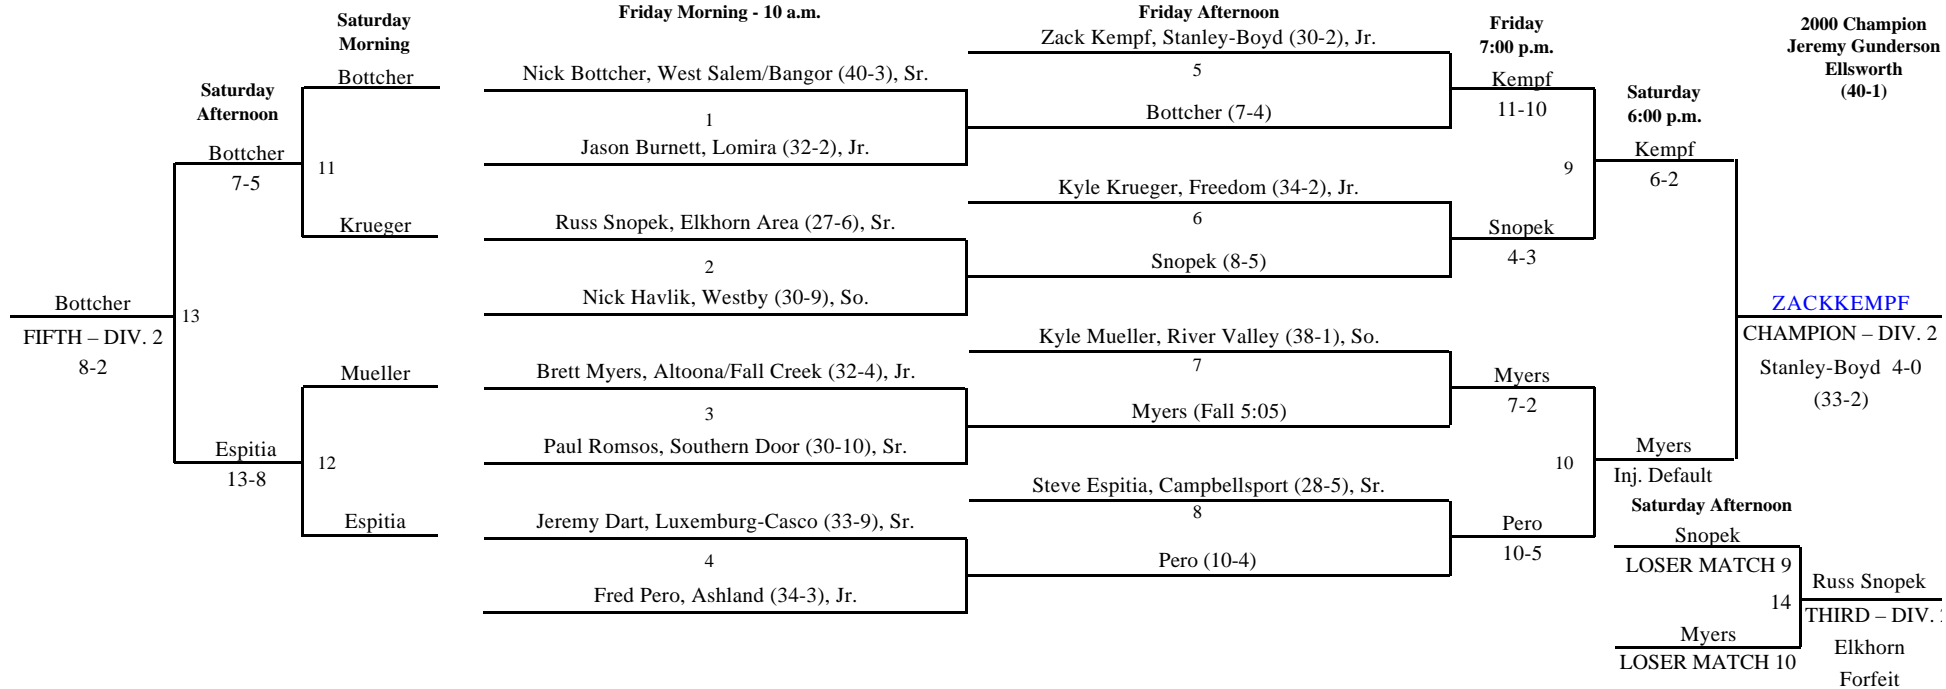 Saturday
Morning
Friday Morning - 10 a.m.
Friday Afternoon
Friday
7:00 p.m.
2000 Champion
Jeremy Gunderson
Ellsworth
(40-1)
Saturday
Afternoon
Saturday
6:00 p.m.
Bottcher
FIFTH – DIV. 2
8-2
13
Bottcher
7-5
11
Bottcher
Krueger
Espitia
13-8
12
Mueller
Espitia
Nick Bottcher, West Salem/Bangor (40-3), Sr.
1
Jason Burnett, Lomira (32-2), Jr.
Russ Snopek, Elkhorn Area (27-6), Sr.
2
Nick Havlik, Westby (30-9), So.
Brett Myers, Altoona/Fall Creek (32-4), Jr.
3
Paul Romsos, Southern Door (30-10), Sr.
Jeremy Dart, Luxemburg-Casco (33-9), Sr.
4
Fred Pero, Ashland (34-3), Jr.
Zack Kempf, Stanley-Boyd (30-2), Jr.
5
Bottcher (7-4)
Kyle Krueger, Freedom (34-2), Jr.
6
Snopek (8-5)
Kyle Mueller, River Valley (38-1), So.
7
Myers (Fall 5:05)
Steve Espitia, Campbellsport (28-5), Sr.
8
Pero (10-4)
Kempf
11-10
9
Snopek
4-3
Myers
7-2
10
Pero
10-5
Kempf
6-2
Myers
Inj. Default
ZACKKEMPF
CHAMPION – DIV. 2
Stanley-Boyd 4-0
(33-2)
Saturday Afternoon
Snopek
LOSER MATCH 9
14
Myers
LOSER MATCH 10
Russ Snopek
THIRD – DIV.
Elkhorn
Forfeit